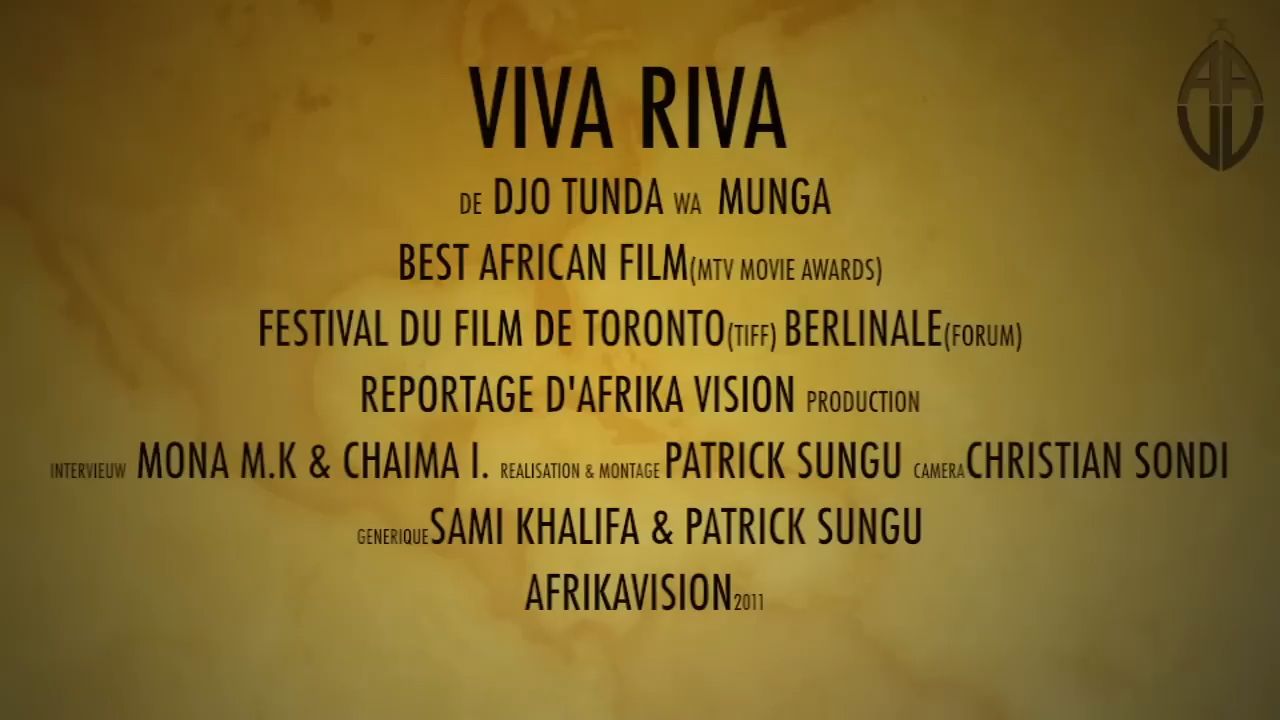 VIVA RIVA
DE DJO TUNDA WA MUNGA
BEST AFRICAN FILM(MTV MOVIE AWARDS)
FESTIVAL DU FILM DE TORONTO(TIFF) BERLINALE(FORUM)
REPORTAGE D'AFRIKA VISION PRODUCTION
INTERVIEUW MONA M.K & CHAIMA I. REALISATION & MONTAGE PATRICK SUNGU CAMERA CHRISTIAN SONDI
GENERIQUE SAMI KHALIFA & PATRICK SUNGU
AFRIKAVISION2011